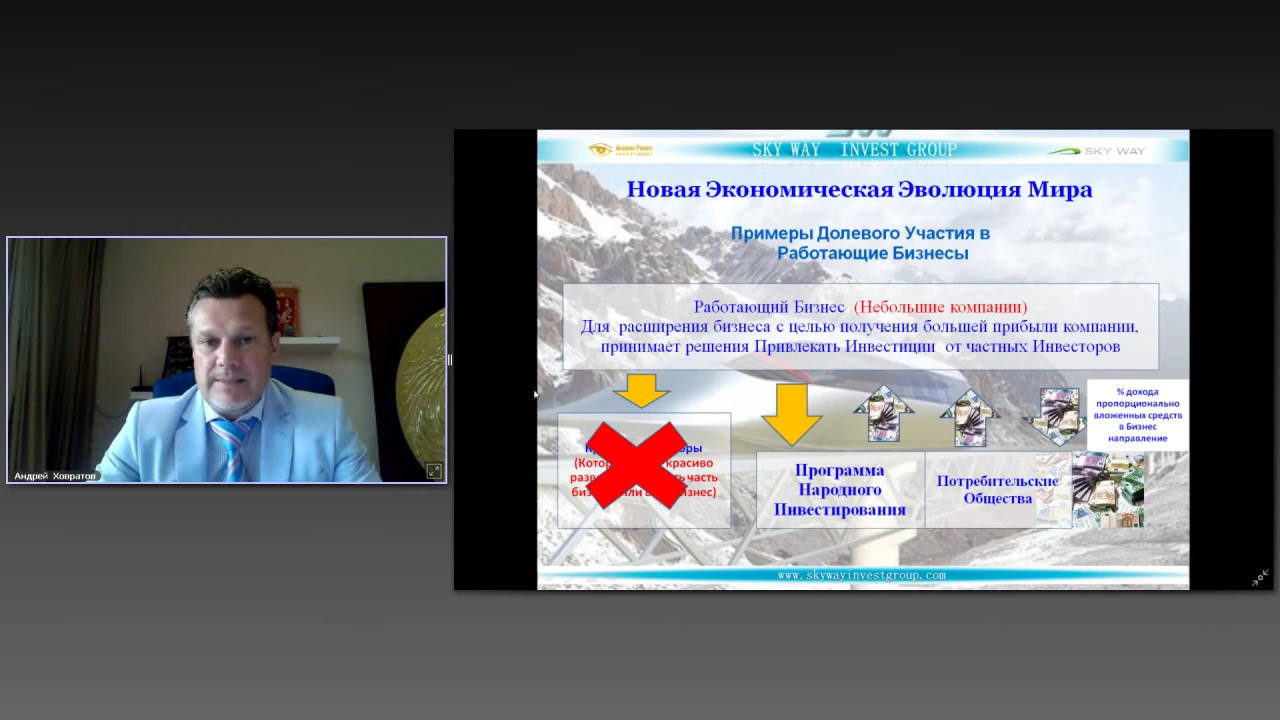 SKY WAY INVEST GROUP
SKY WAY
Новая Экономическая Эволюция Мира
Примеры Долевого Участия в
Работающие Бизнесы
Работающий Бизнес (Небольшие компании)
Для расширения бизнеса с целью получения большей прибыли компании,
принимает решения Привлекать Инвестиции от частных Инвесторов
% дохода
пропорционально
вложенных средств
в Бизнес
направление
красиво
часть
Программа
Народного
Инвестирования
Потребительские
Общества
Андрей Ховратов
www.skywayinvestgroup.com